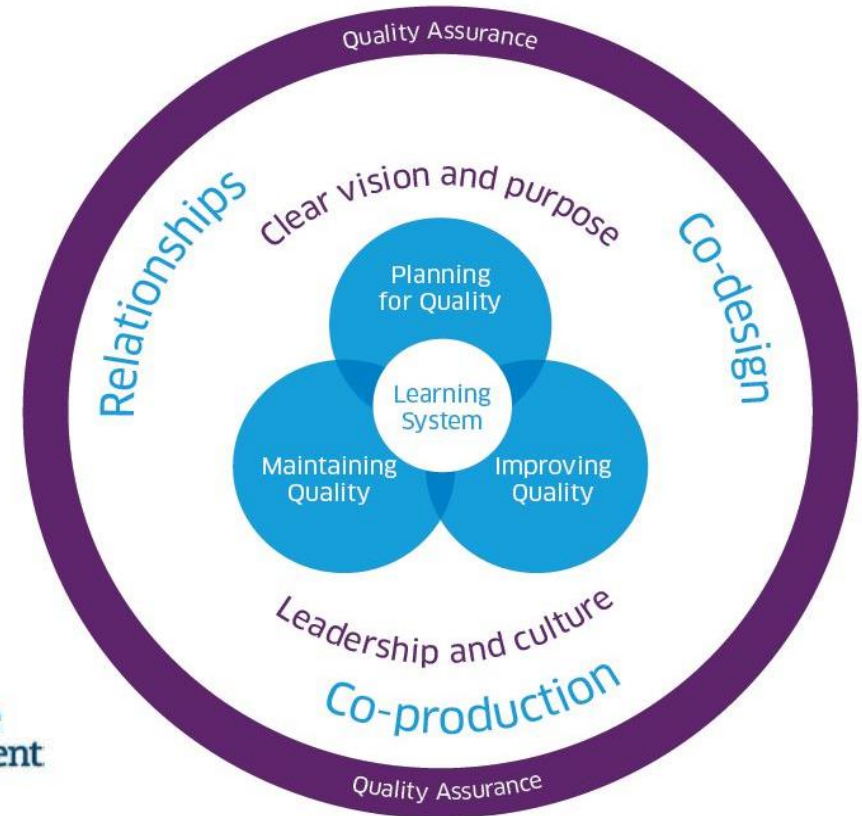 Quality Assurance
Clear vision and purpose
Relationships
Co-design
Planning
for Quality
Learning
System
Maintaining
Quality
Improving
Quality
Leadership and culture
Co-production
Quality Assurance